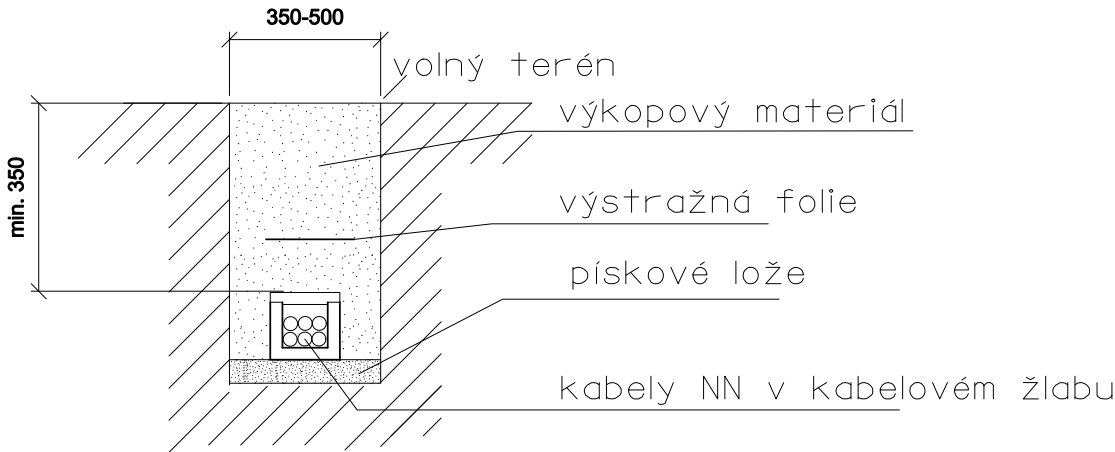 350-500
volný terén
výkopový materiál
min. 350
výstražná folie
pískové lože
kabely NN v kabelovém žlabu